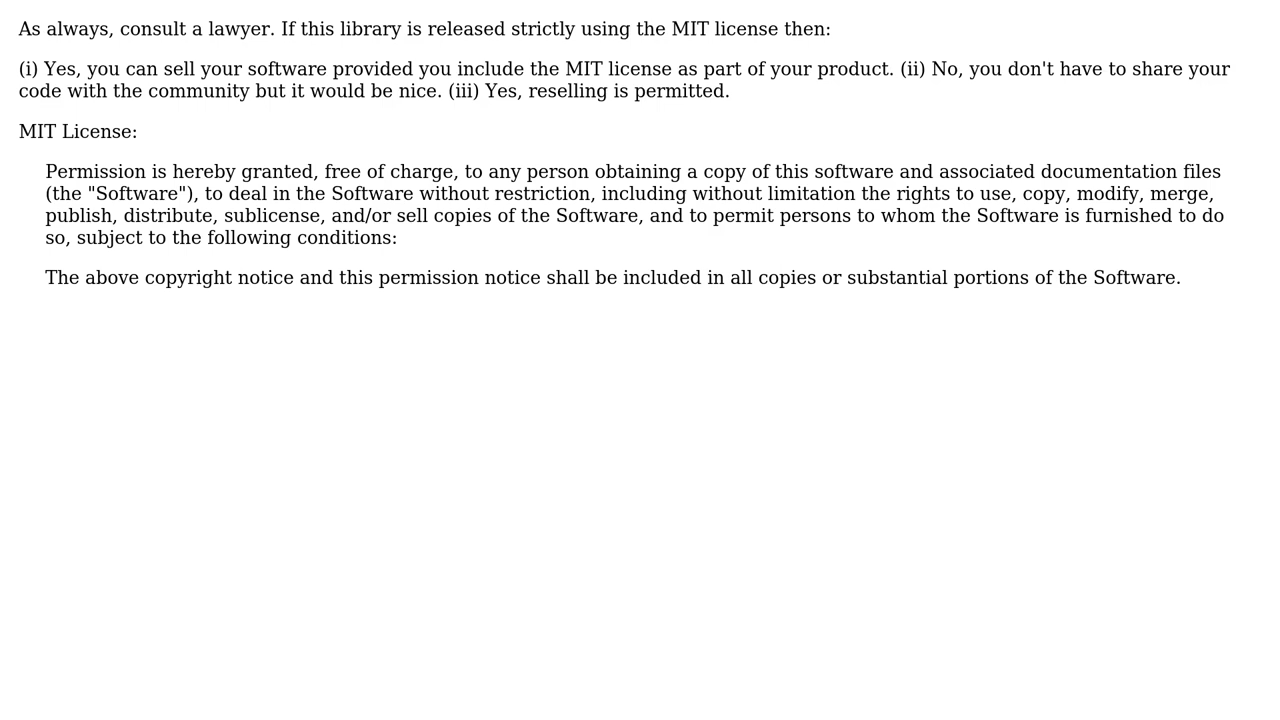 As always, consult a lawyer. If this library is released strictly using the MIT license then:
(i) Yes, you can sell your software provided you include the MIT license as part of your product. (ii) No, you don't have to share your
code with the community but it would be nice. (iii) Yes, reselling is permitted.
MIT License:
Permission is hereby granted, free of charge, to any person obtaining a copy of this software and associated documentation files
(the "Software"), to deal in the Software without restriction, including without limitation the rights to use, copy, modify, merge,
publish, distribute, sublicense, and/or sell copies of the Software, and to permit persons to whom the Software is furnished to do
so, subject to the following conditions:
The above copyright notice and this permission notice shall be included in all copies or substantial portions of the Software.